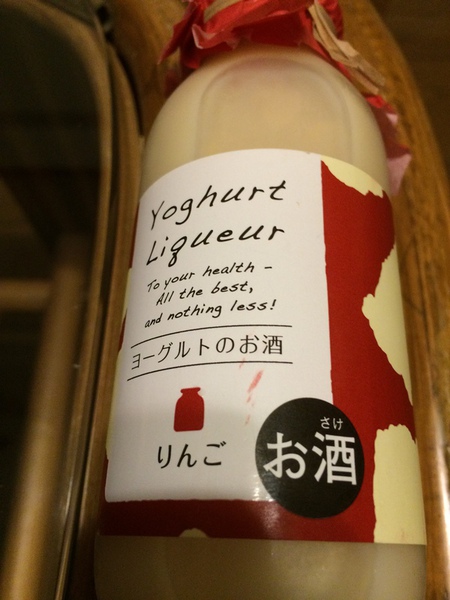 Yoghurt
Liqueur
To your health -
All the best,
and nothing less!
ヨーグルトのお酒
りんご
さけ
お酒